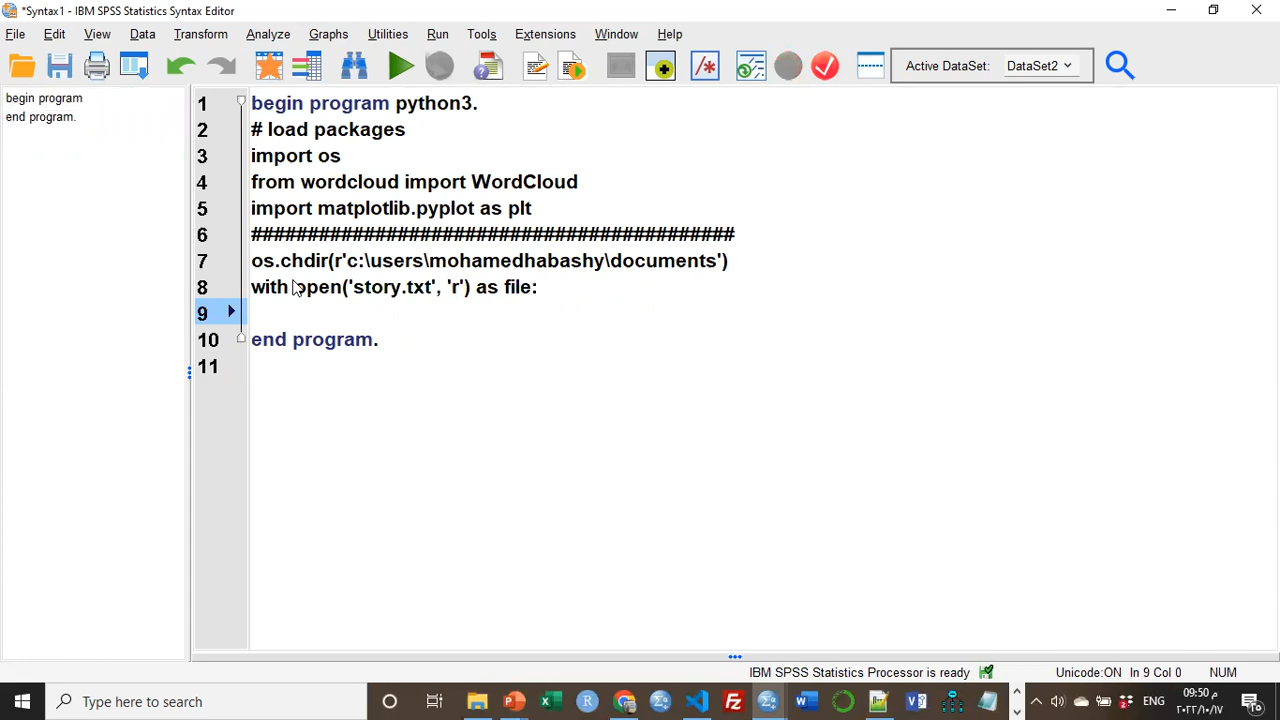 *Syntax1 - IBM SPSS Statistics Syntax Editor
File Edit View Data Transform Analyze Graphs Utilities Run Tools Extensions Window Help
Active DataSet: DataSet2
begin program
end program.
1 begin program python3.
2 # load packages
3 import os
4 from wordcloud import WordCloud
5 import matplotlib.pyplot as plt
6 ###########################################
7 os.chdir(r'c:\users\mohamedhabashy\documents')
8 with open('story.txt', 'r') as file:
9
10 end program.
11
IBM SPSS Statistics Processor is ready Unicode:ON In 9 Col 0 NUM
Type here to search
ENG
09:50 م
٢٠٢٢/٠٨/١٧